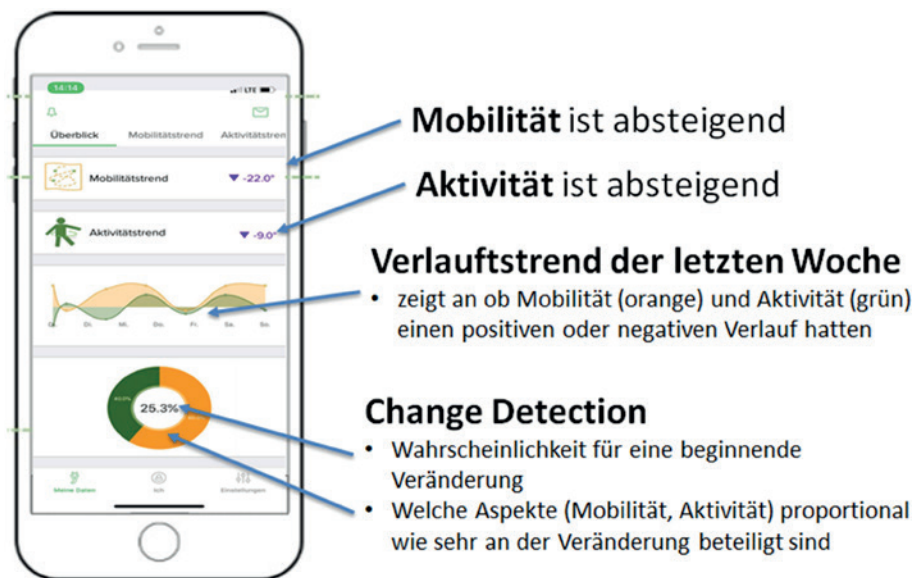 14:14
LTE
Überblick
Mobilitätstrend
Aktivitätstren
Mobilitätstrend
▼ -22.0°
Aktivitätstrend
▼ -9.0°
Di.
Mi.
Do.
Fr.
Sa.
So.
25.3%
Meine Daten
Ich
Einstellungen
Mobilität ist absteigend
Aktivität ist absteigend
Verlauftstrend der letzten Woche
• zeigt an ob Mobilität (orange) und Aktivität (grün)
einen positiven oder negativen Verlauf hatten
Change Detection
• Wahrscheinlichkeit für eine beginnende
Veränderung
• Welche Aspekte (Mobilität, Aktivität) proportional
wie sehr an der Veränderung beteiligt sind